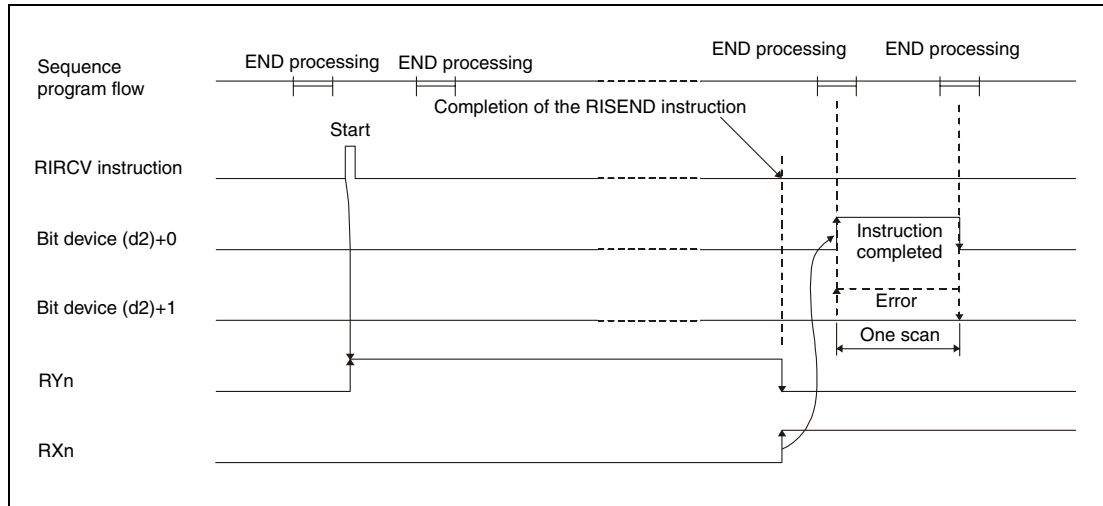 END processing END processing END processing END processing
Sequence
program flow
Completion of the RISEND instruction
Start
RIRCV instruction
Bit device (d2)+0
Instruction
completed
Bit device (d2)+1
Error
One scan
RYn
RXn